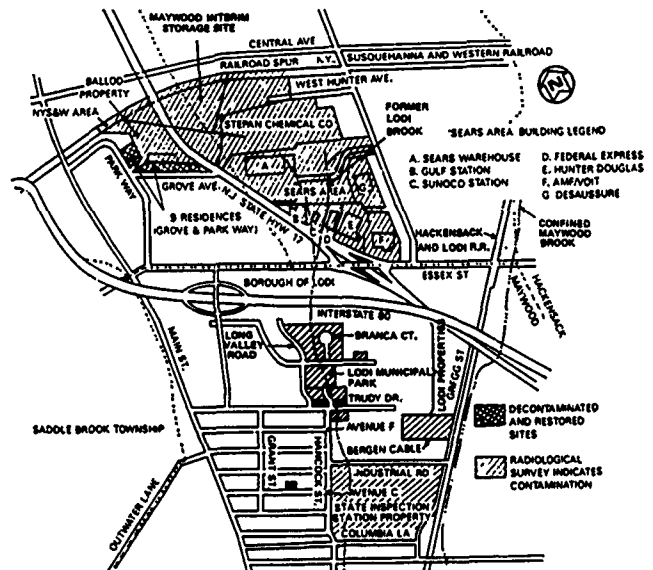 MAYWOOD INTERIM
STORAGE SITE
CENTRAL AVE
RAILROAD SPUR
N.Y. SUSQUEHANNA AND WESTERN RAILROAD
BALLOD
PROPERTY
WEST HUNTER AVE.
NYS&W AREA
STEPAN CHEMICAL CO
FORMER
LODI
BROOK
"SEARS AREA BUILDING LEGEND
A. SEARS WAREHOUSE
B. GULF STATION
C. SUNOCO STATION
D. FEDERAL EXPRESS
E. HUNTER DOUGLAS
F. AMF/VOIT
G DESAUSSURE
PARK WAY
GROVE AVE.
N.J. STATE HYW 17
SEARS AREA
A
G
B
C
D
E
F
9 RESIDENCES
(GROVE & PARK WAY)
HACKENSACK
AND LODI R.R.
CONFINED
MAYWOOD
BROOK
ESSEX ST
BOROUGH OF LODI
HACKENSACK
MAYWOOD
INTERSTATE 80
MAIN ST.
LONG
VALLEY
ROAD
BRANCA CT.
LODI MUNICIPAL
PARK
TRUDY DR.
LODI PROPERTIES
GREGG ST
SADDLE BROOK TOWNSHIP
AVENUE F
GRANT ST.
HANCOCK ST.
BERGEN CABLE
DECONTAMINATED
AND RESTORED
SITES
INDUSTRIAL RD
RADIOLOGICAL
SURVEY INDICATES
CONTAMINATION
AVENUE C
STATE INSPECTION
STATION PROPERTY
OUTWATER LANE
COLUMBIA LA